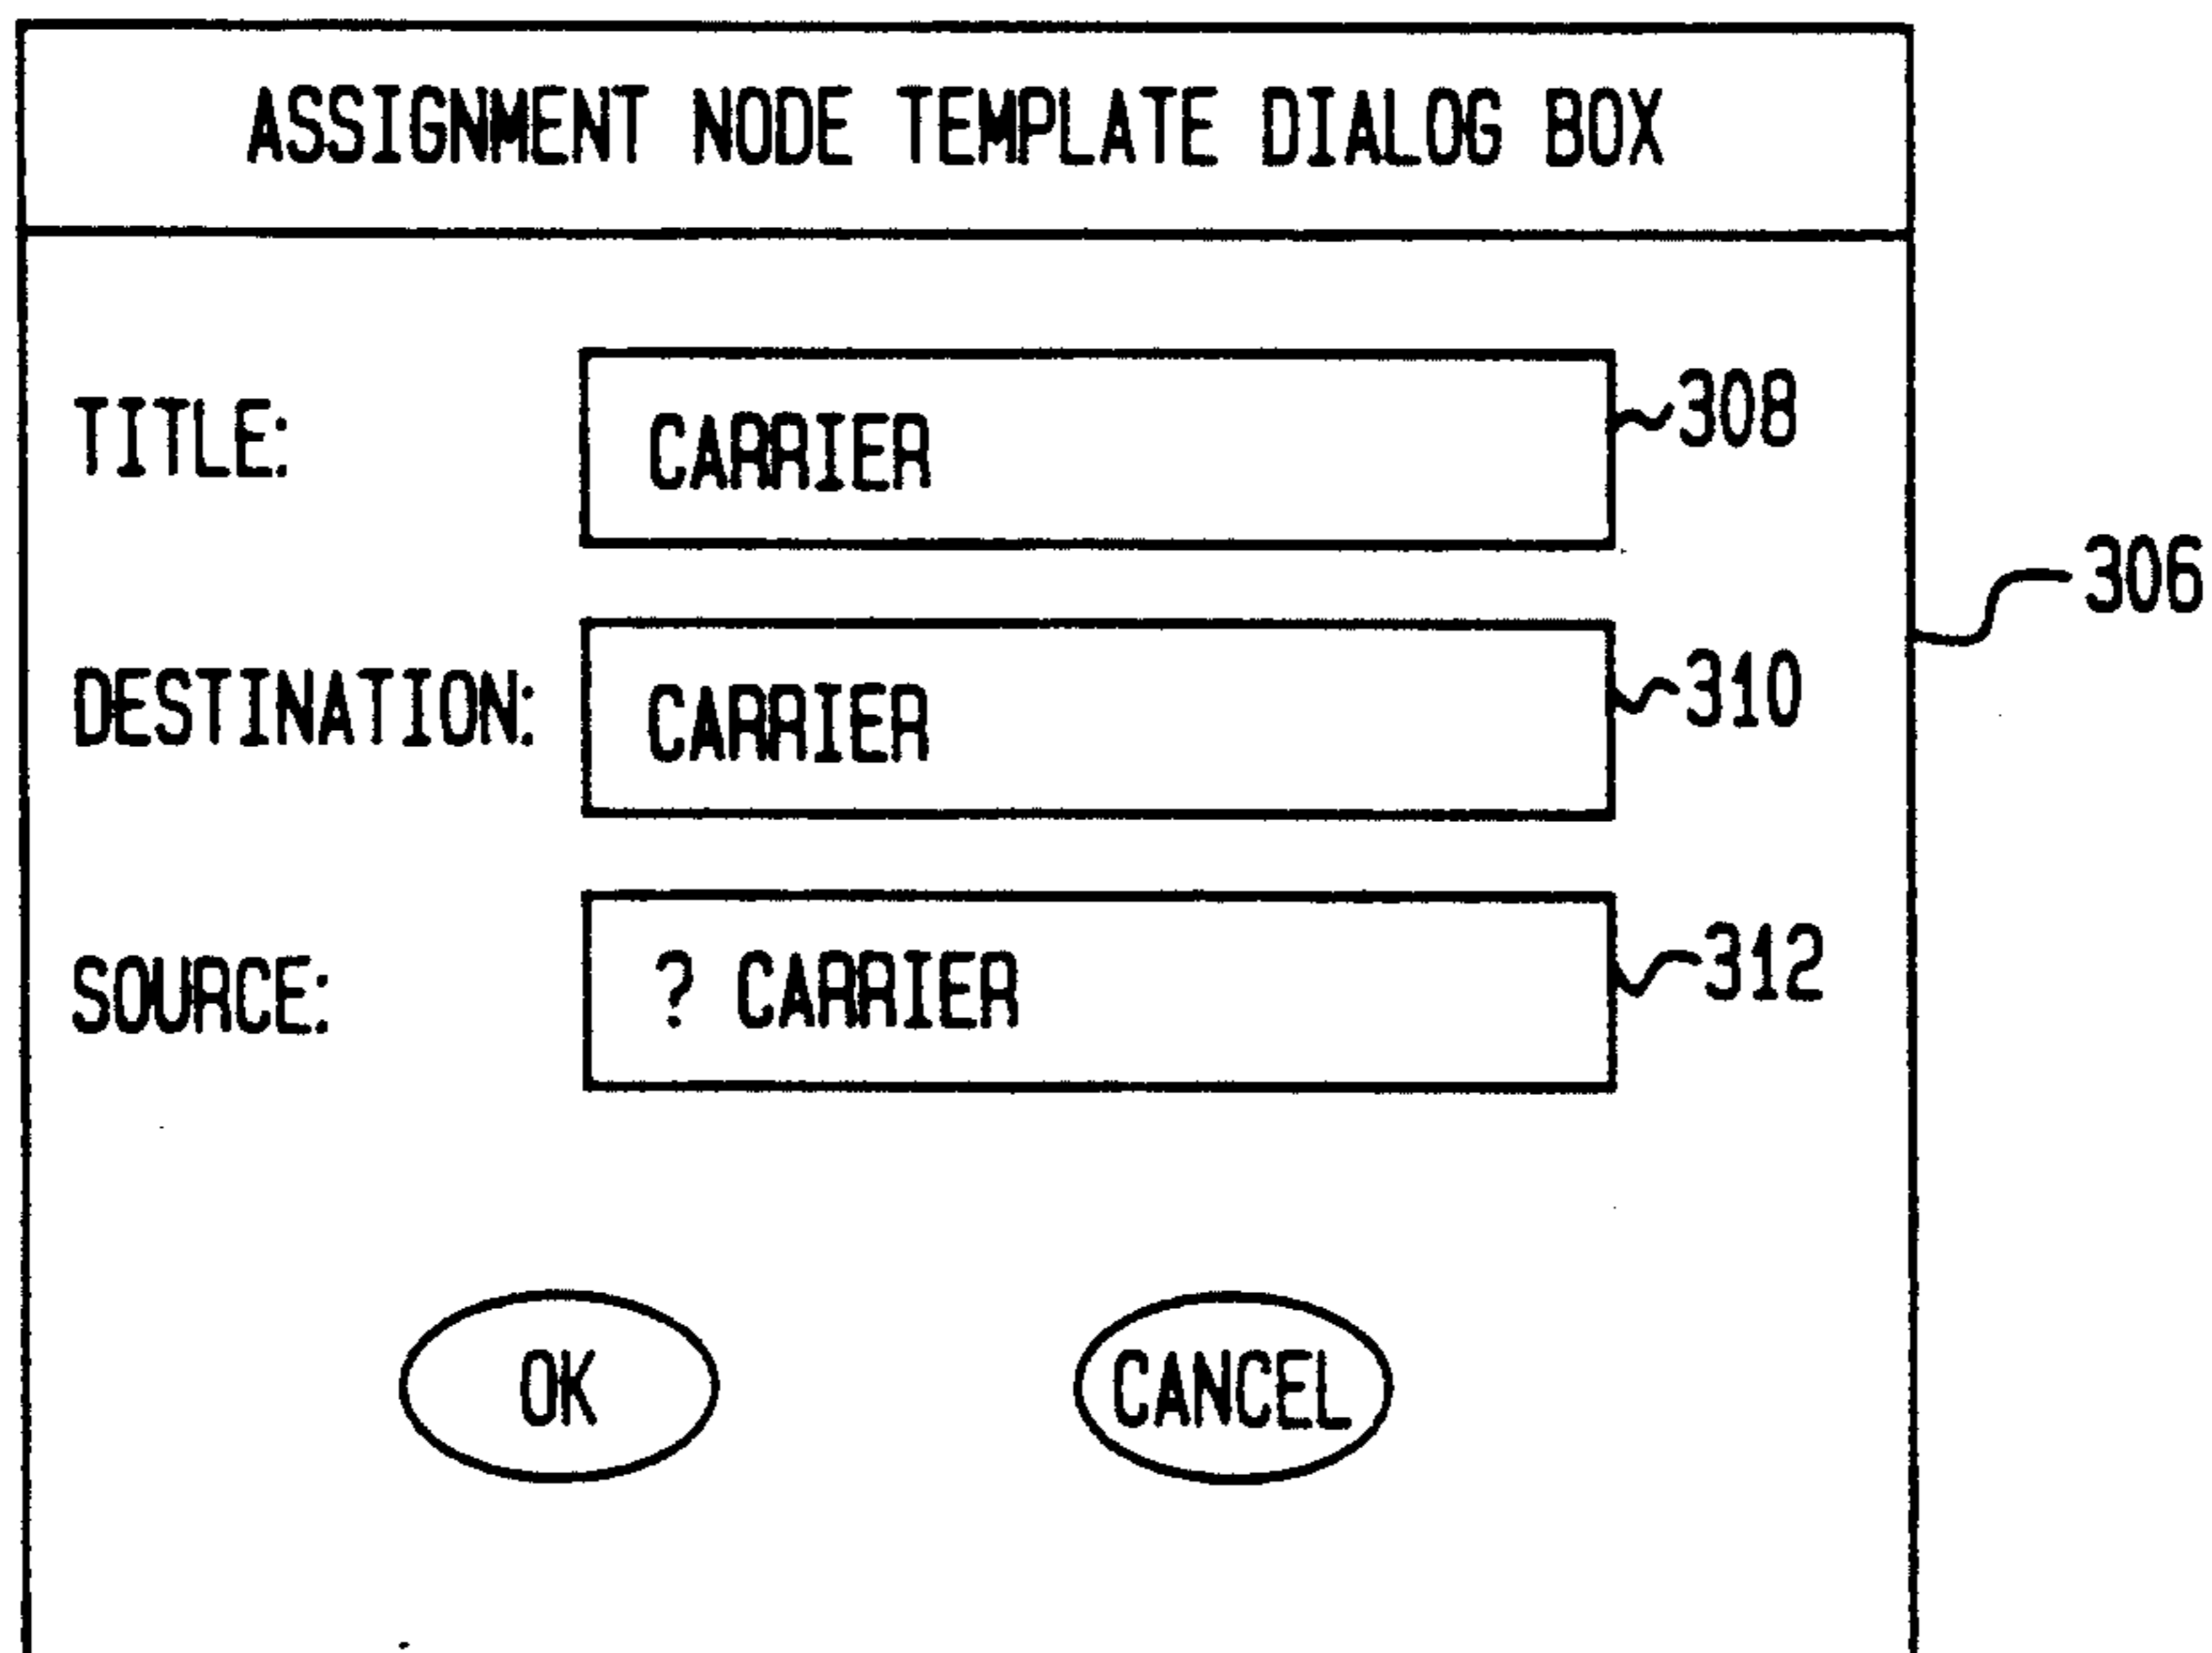 ASSIGNMENT NODE TEMPLATE DIALOG BOX
TITLE: CARRIER 308
306
DESTINATION: CARRIER 310
SOURCE: ? CARRIER 312
OK CANCEL